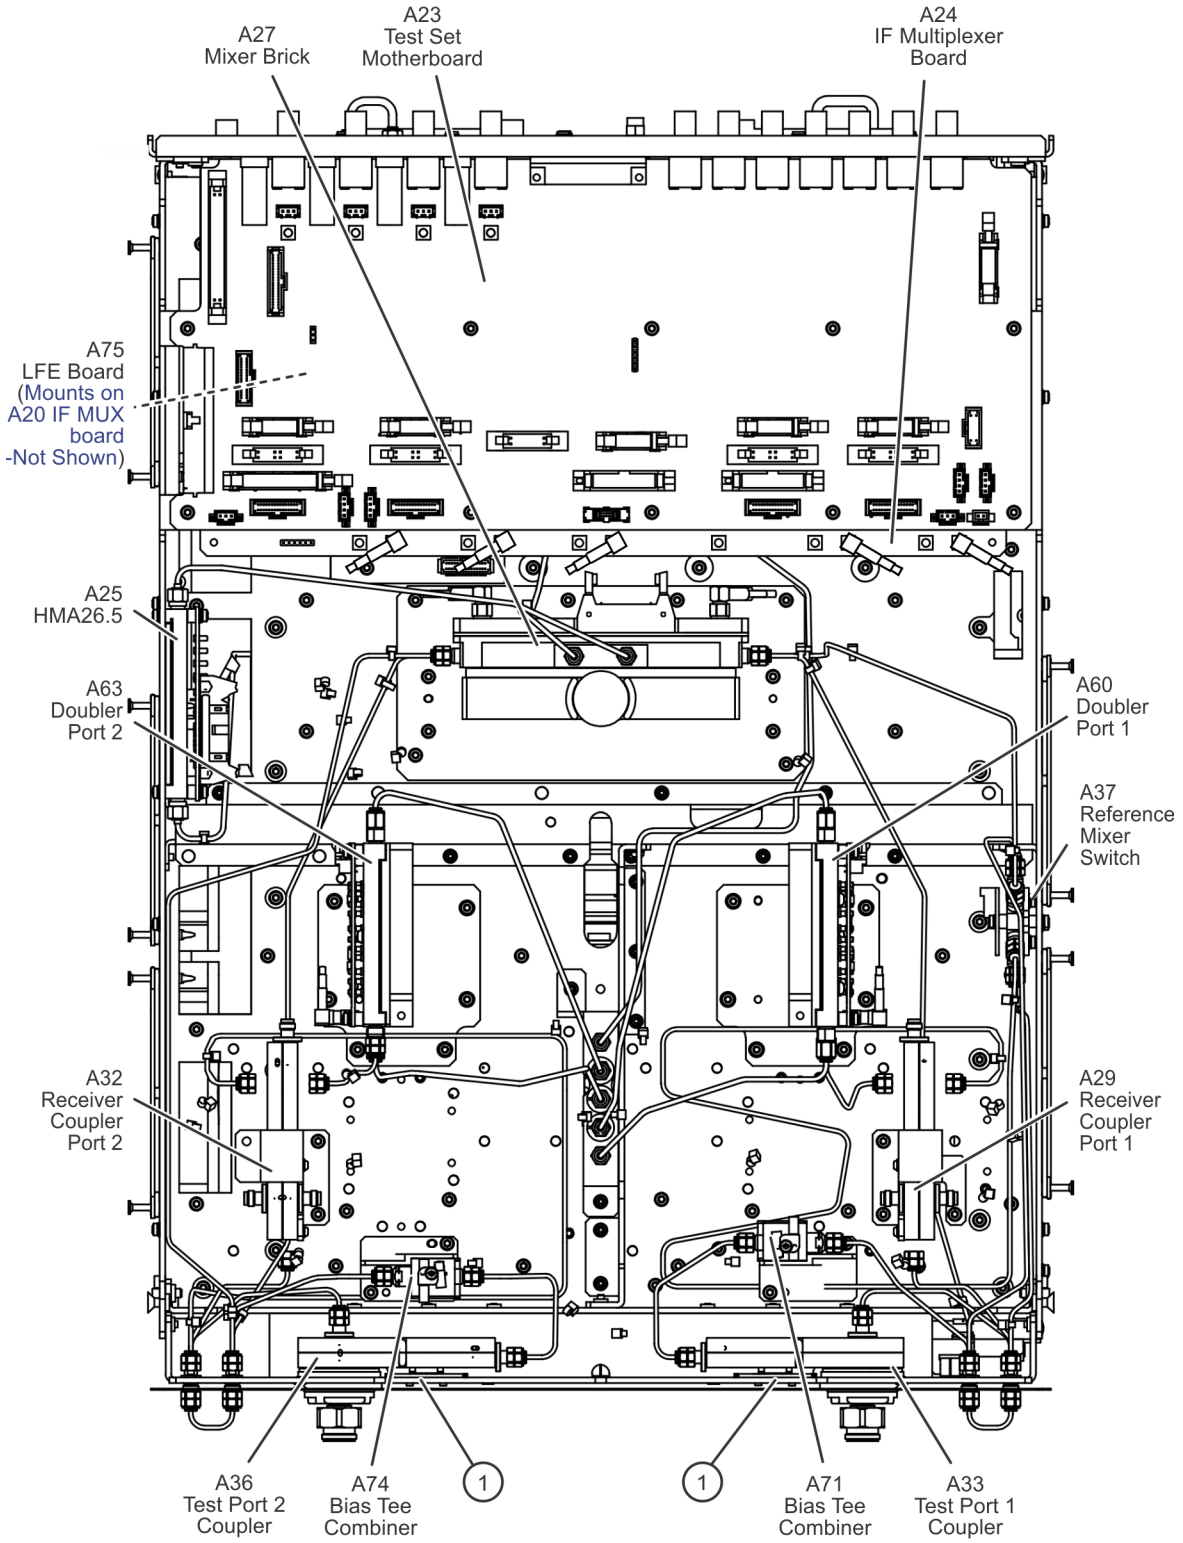 A27
Mixer Brick
A23
Test Set
Motherboard
A24
IF Multiplexer
Board
A75
LFE Board
(Mounts on
A20 IF MUX
board
-Not Shown)
A25
HMA26.5
A63
Doubler
Port 2
A60
Doubler
Port 1
A37
Reference
Mixer
Switch
A32
Receiver
Coupler
Port 2
A29
Receiver
Coupler
Port 1
A36
Test Port 2
Coupler
A74
Bias Tee
Combiner
1
1
A71
Bias Tee
Combiner
A33
Test Port 1
Coupler